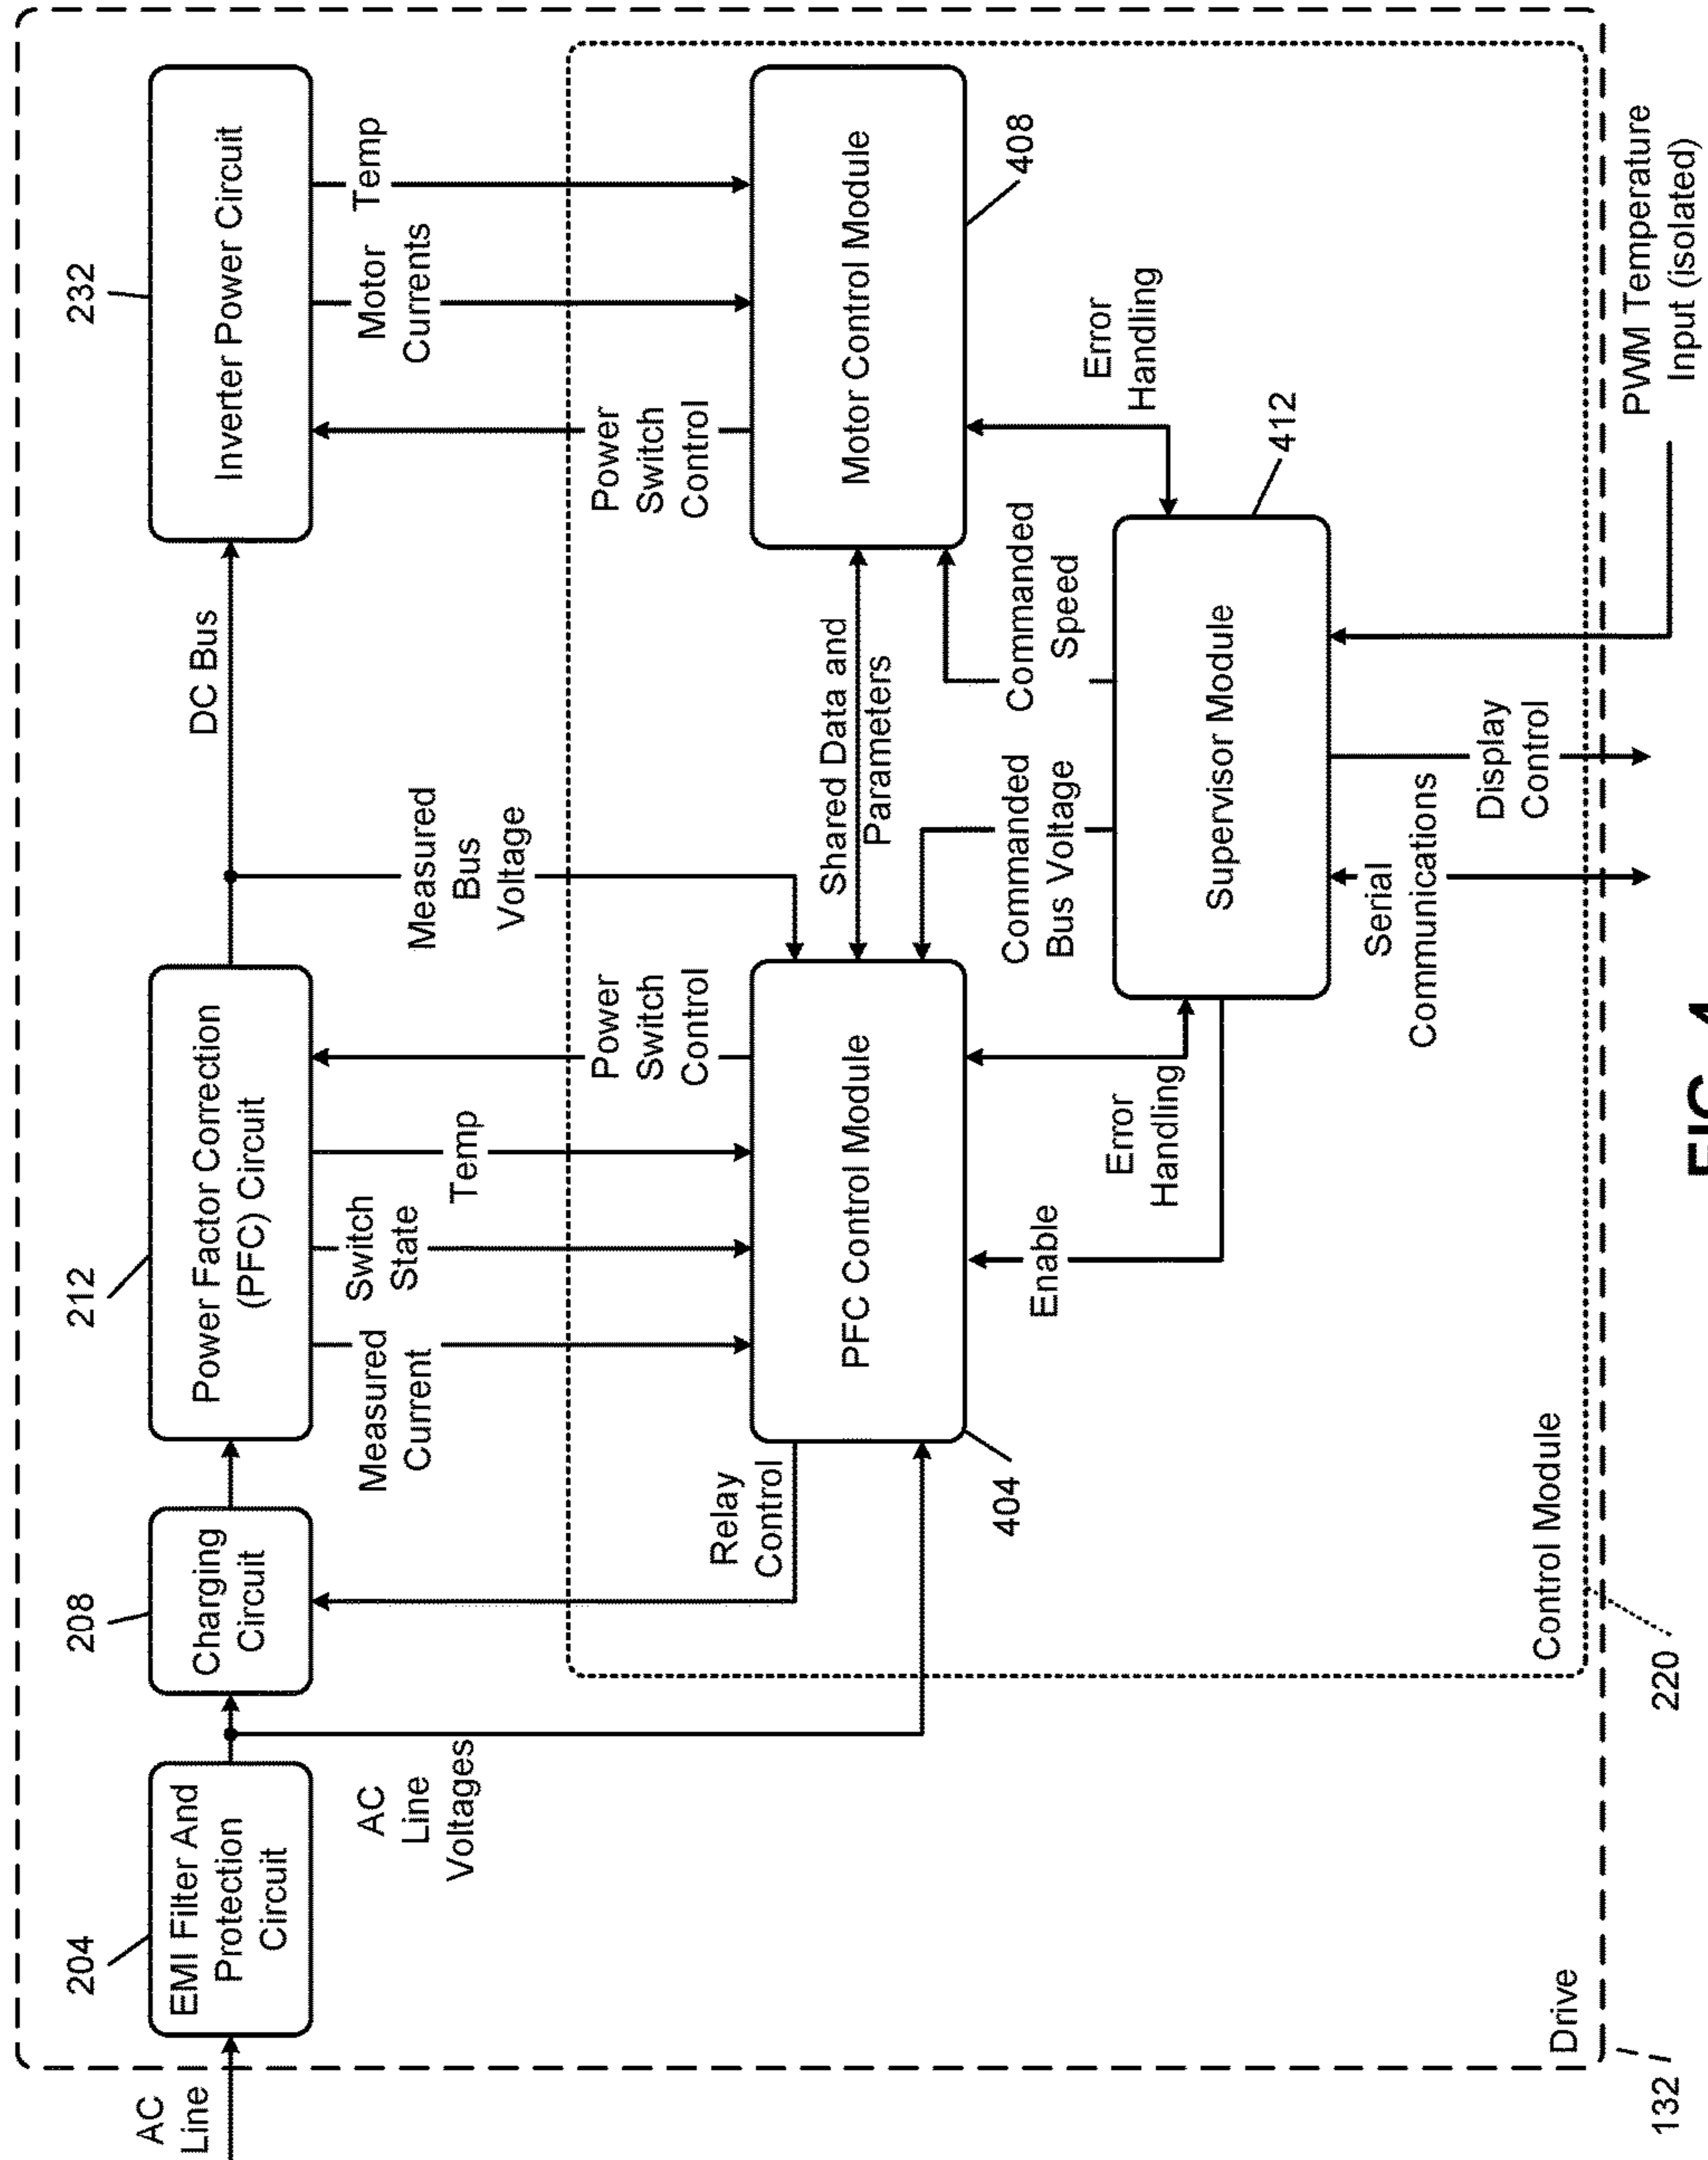 232
Inverter Power Circuit
DC Bus
212
Power Factor Correction
(PFC) Circuit
208
Charging
Circuit
204
EMI Filter And
Protection
Circuit
AC
Line
AC
Line
Voltages
Measured
Current
Switch
State
Temp
Power
Switch
Control
Measured
Bus
Voltage
Power
Switch
Control
Motor
Currents
Temp
Relay
Control
PFC Control Module
404
Shared Data and
Parameters
Motor Control Module
408
Enable
Error
Handling
Commanded
Bus Voltage
Commanded
Speed
Error
Handling
Supervisor Module
412
Serial
Communications
Display
Control
PWM Temperature
Input (isolated)
Control Module
220
Drive
132